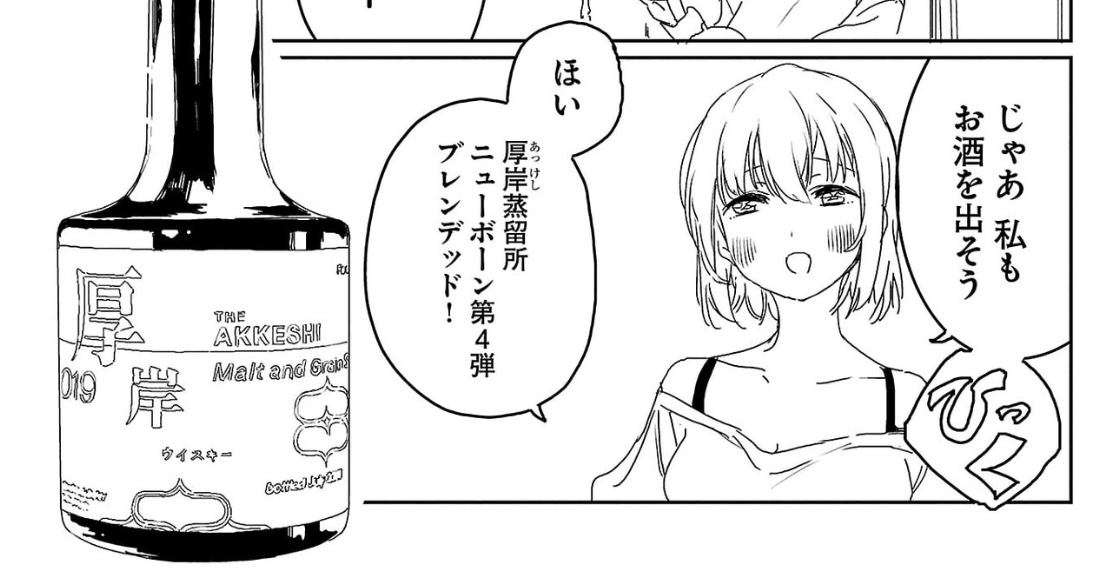 じゃあ 私も
お酒を出そう
ひっく
ほい
厚岸蒸留所
あっけし
ニューボーン第4弾
ブレンデッド！
厚
岸
THE
AKKESHI
Malt and Grain
019
ウイスキー
Bottled July